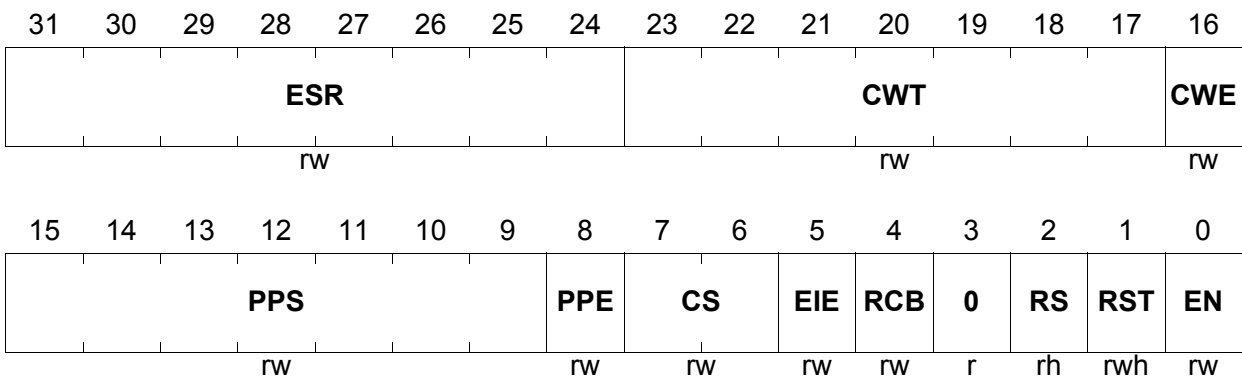 31 30 29 28 27 26 25 24 23 22 21 20 19 18 17 16
ESR CWT CWE
rw rw rw
15 14 13 12 11 10 9 8 7 6 5 4 3 2 1 0
PPS PPE CS EIE RCB 0 RS RST EN
rw rw rw rw rw r rh rwh rw